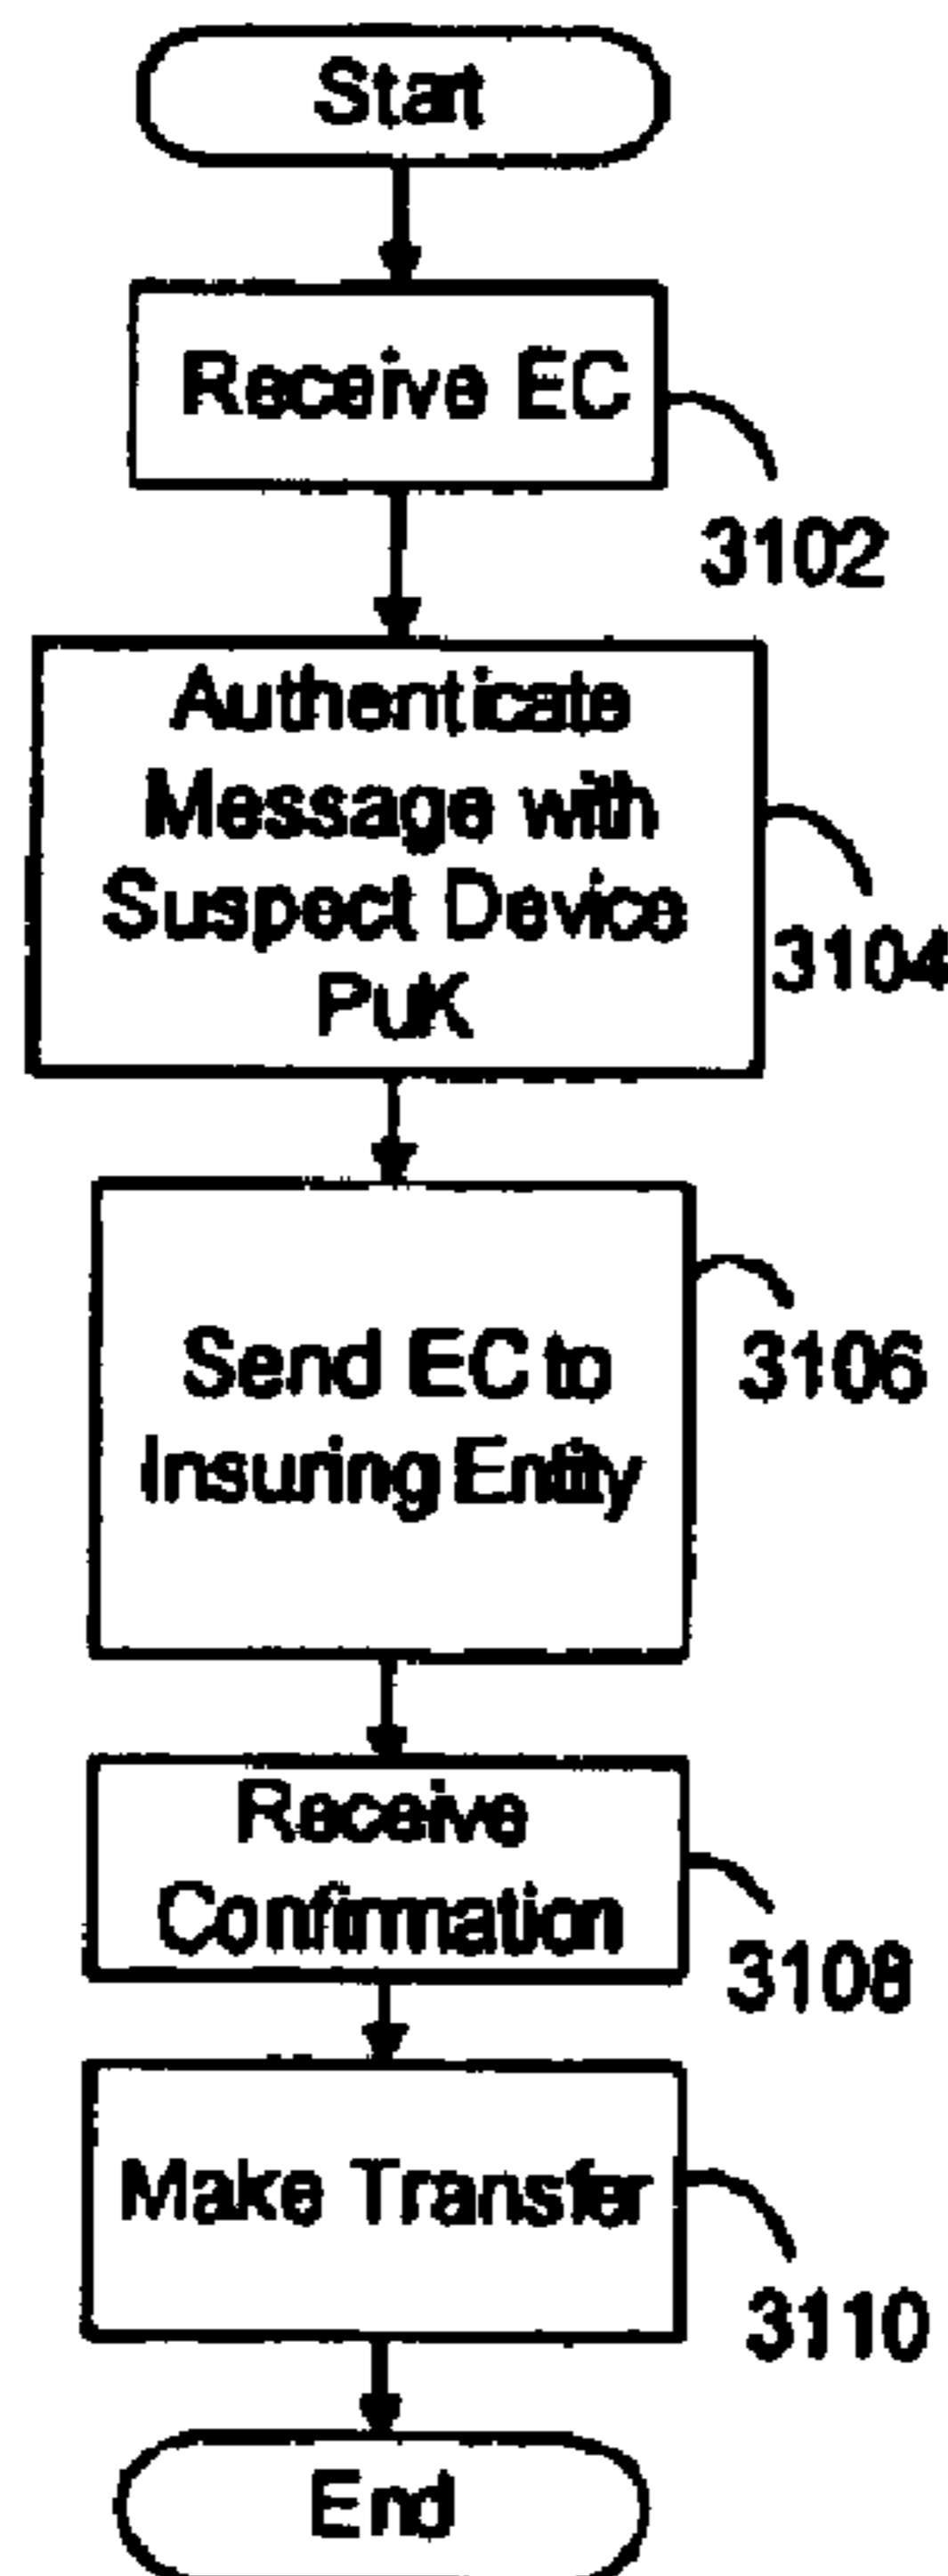 Start
Receive EC
3102
Authenticate
Message with
Suspect Device
PuK
3104
Send EC to
Insuring Entity
3106
Receive
Confirmation
3108
Make Transfer
3110
End